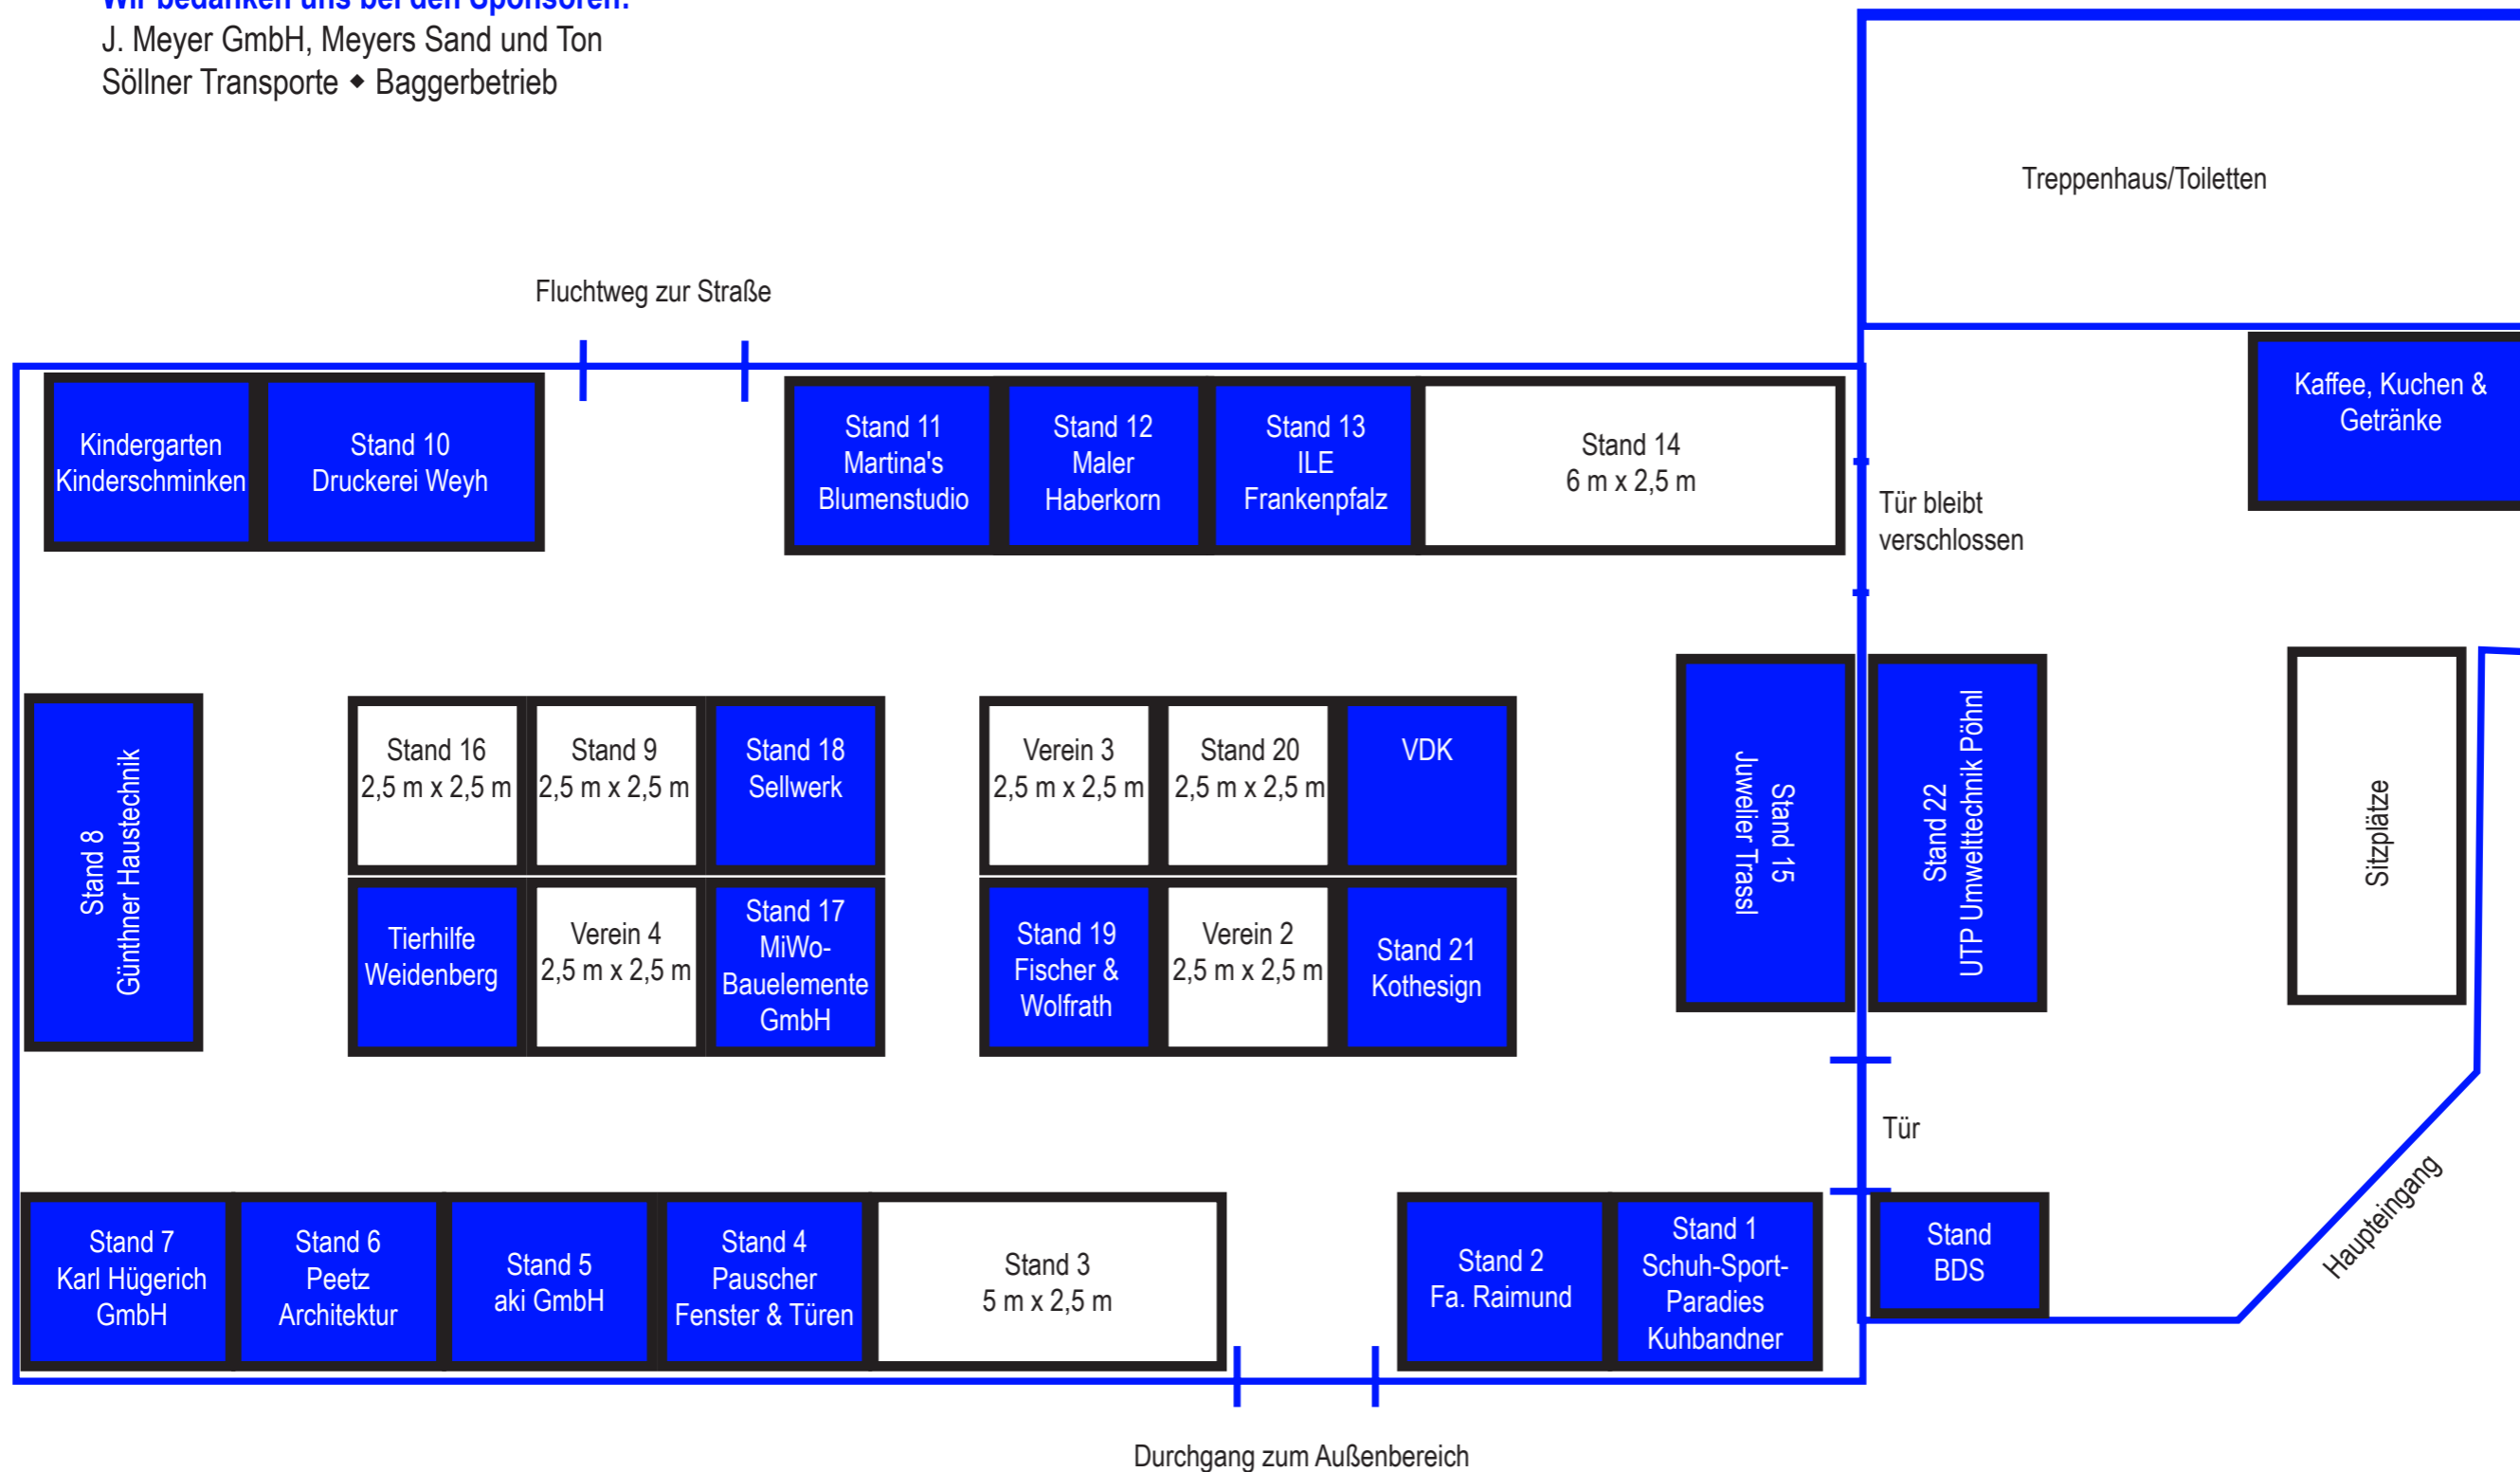 Wir bedanken uns bei den Sponsoren:
J. Meyer GmbH, Meyers Sand und Ton
Söllner Transporte ◆ Baggerbetrieb
Treppenhaus/Toiletten
Fluchtweg zur Straße
Kaffee, Kuchen &
Getränke
Kindergarten
Kinderschminken
Stand 10
Druckerei Weyh
Stand 11
Martina's
Blumenstudio
Stand 12
Maler
Haberkorn
Stand 13
ILE
Frankenpfalz
Stand 14
6 m x 2,5 m
Tür bleibt
verschlossen
Stand 8
Günthner Haustechnik
Stand 16
2,5 m x 2,5 m
Stand 9
2,5 m x 2,5 m
Stand 18
Sellwerk
Verein 3
2,5 m x 2,5 m
Stand 20
2,5 m x 2,5 m
VDK
Stand 15
Juwelier Trassl
Stand 22
UTP Umwelttechnik Pöhnl
Sitzplätze
Tierhilfe
Weidenberg
Verein 4
2,5 m x 2,5 m
Stand 17
MiWo-
Bauelemente
GmbH
Stand 19
Fischer &
Wolfrath
Verein 2
2,5 m x 2,5 m
Stand 21
Kothesign
Tür
Haupteingang
Stand 7
Karl Hügerich
GmbH
Stand 6
Peetz
Architektur
Stand 5
aki GmbH
Stand 4
Pauscher
Fenster & Türen
Stand 3
5 m x 2,5 m
Stand 2
Fa. Raimund
Stand 1
Schuh-Sport-
Paradies
Kuhbandner
Stand
BDS
Durchgang zum Außenbereich